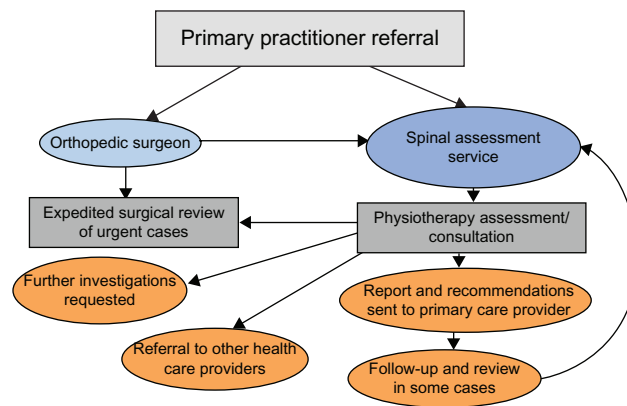 Primary practitioner referral
Orthopedic surgeon
Spinal assessment
service
Expedited surgical review
of urgent cases
Physiotherapy assessment/
consultation
Further investigations
requested
Report and recommendations
sent to primary care provider
Referral to other health
care providers
Follow-up and review
in some cases